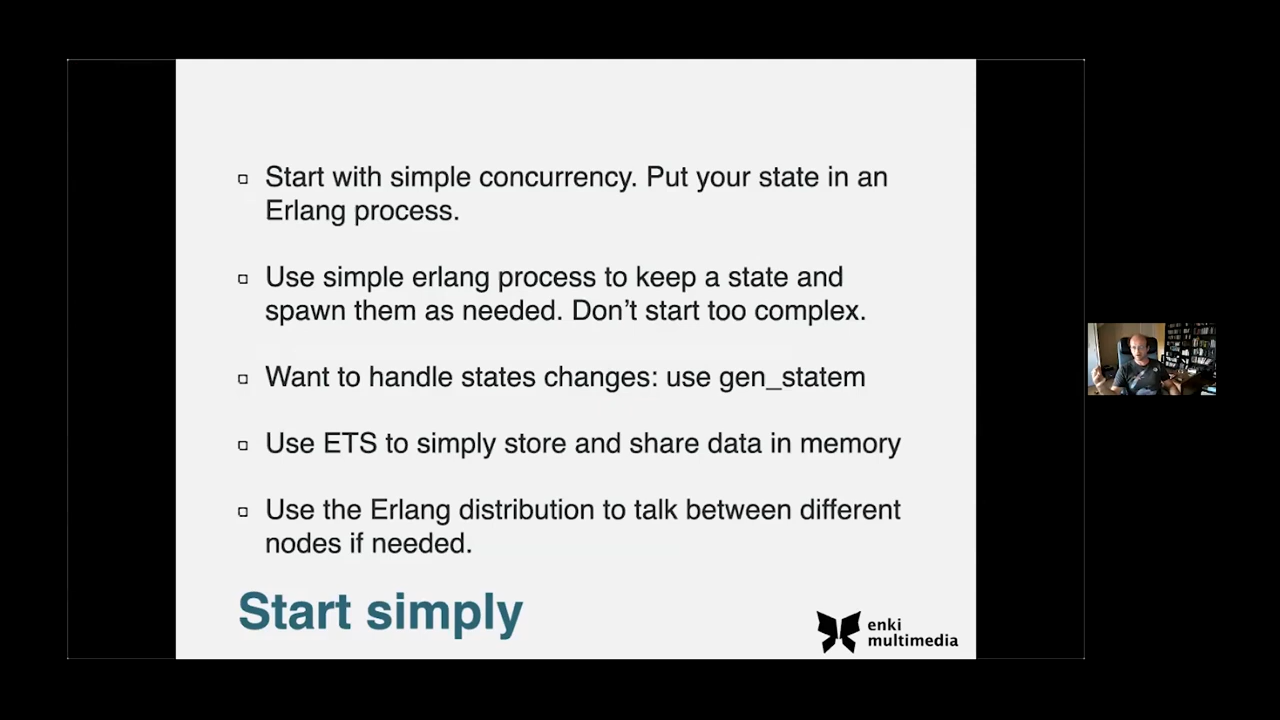 Start with simple concurrency. Put your state in an
Erlang process.
Use simple erlang process to keep a state and
spawn them as needed. Don’t start too complex.
Want to handle states changes: use gen_statem
Use ETS to simply store and share data in memory
Use the Erlang distribution to talk between different
nodes if needed.
Start simply
enki
multimedia